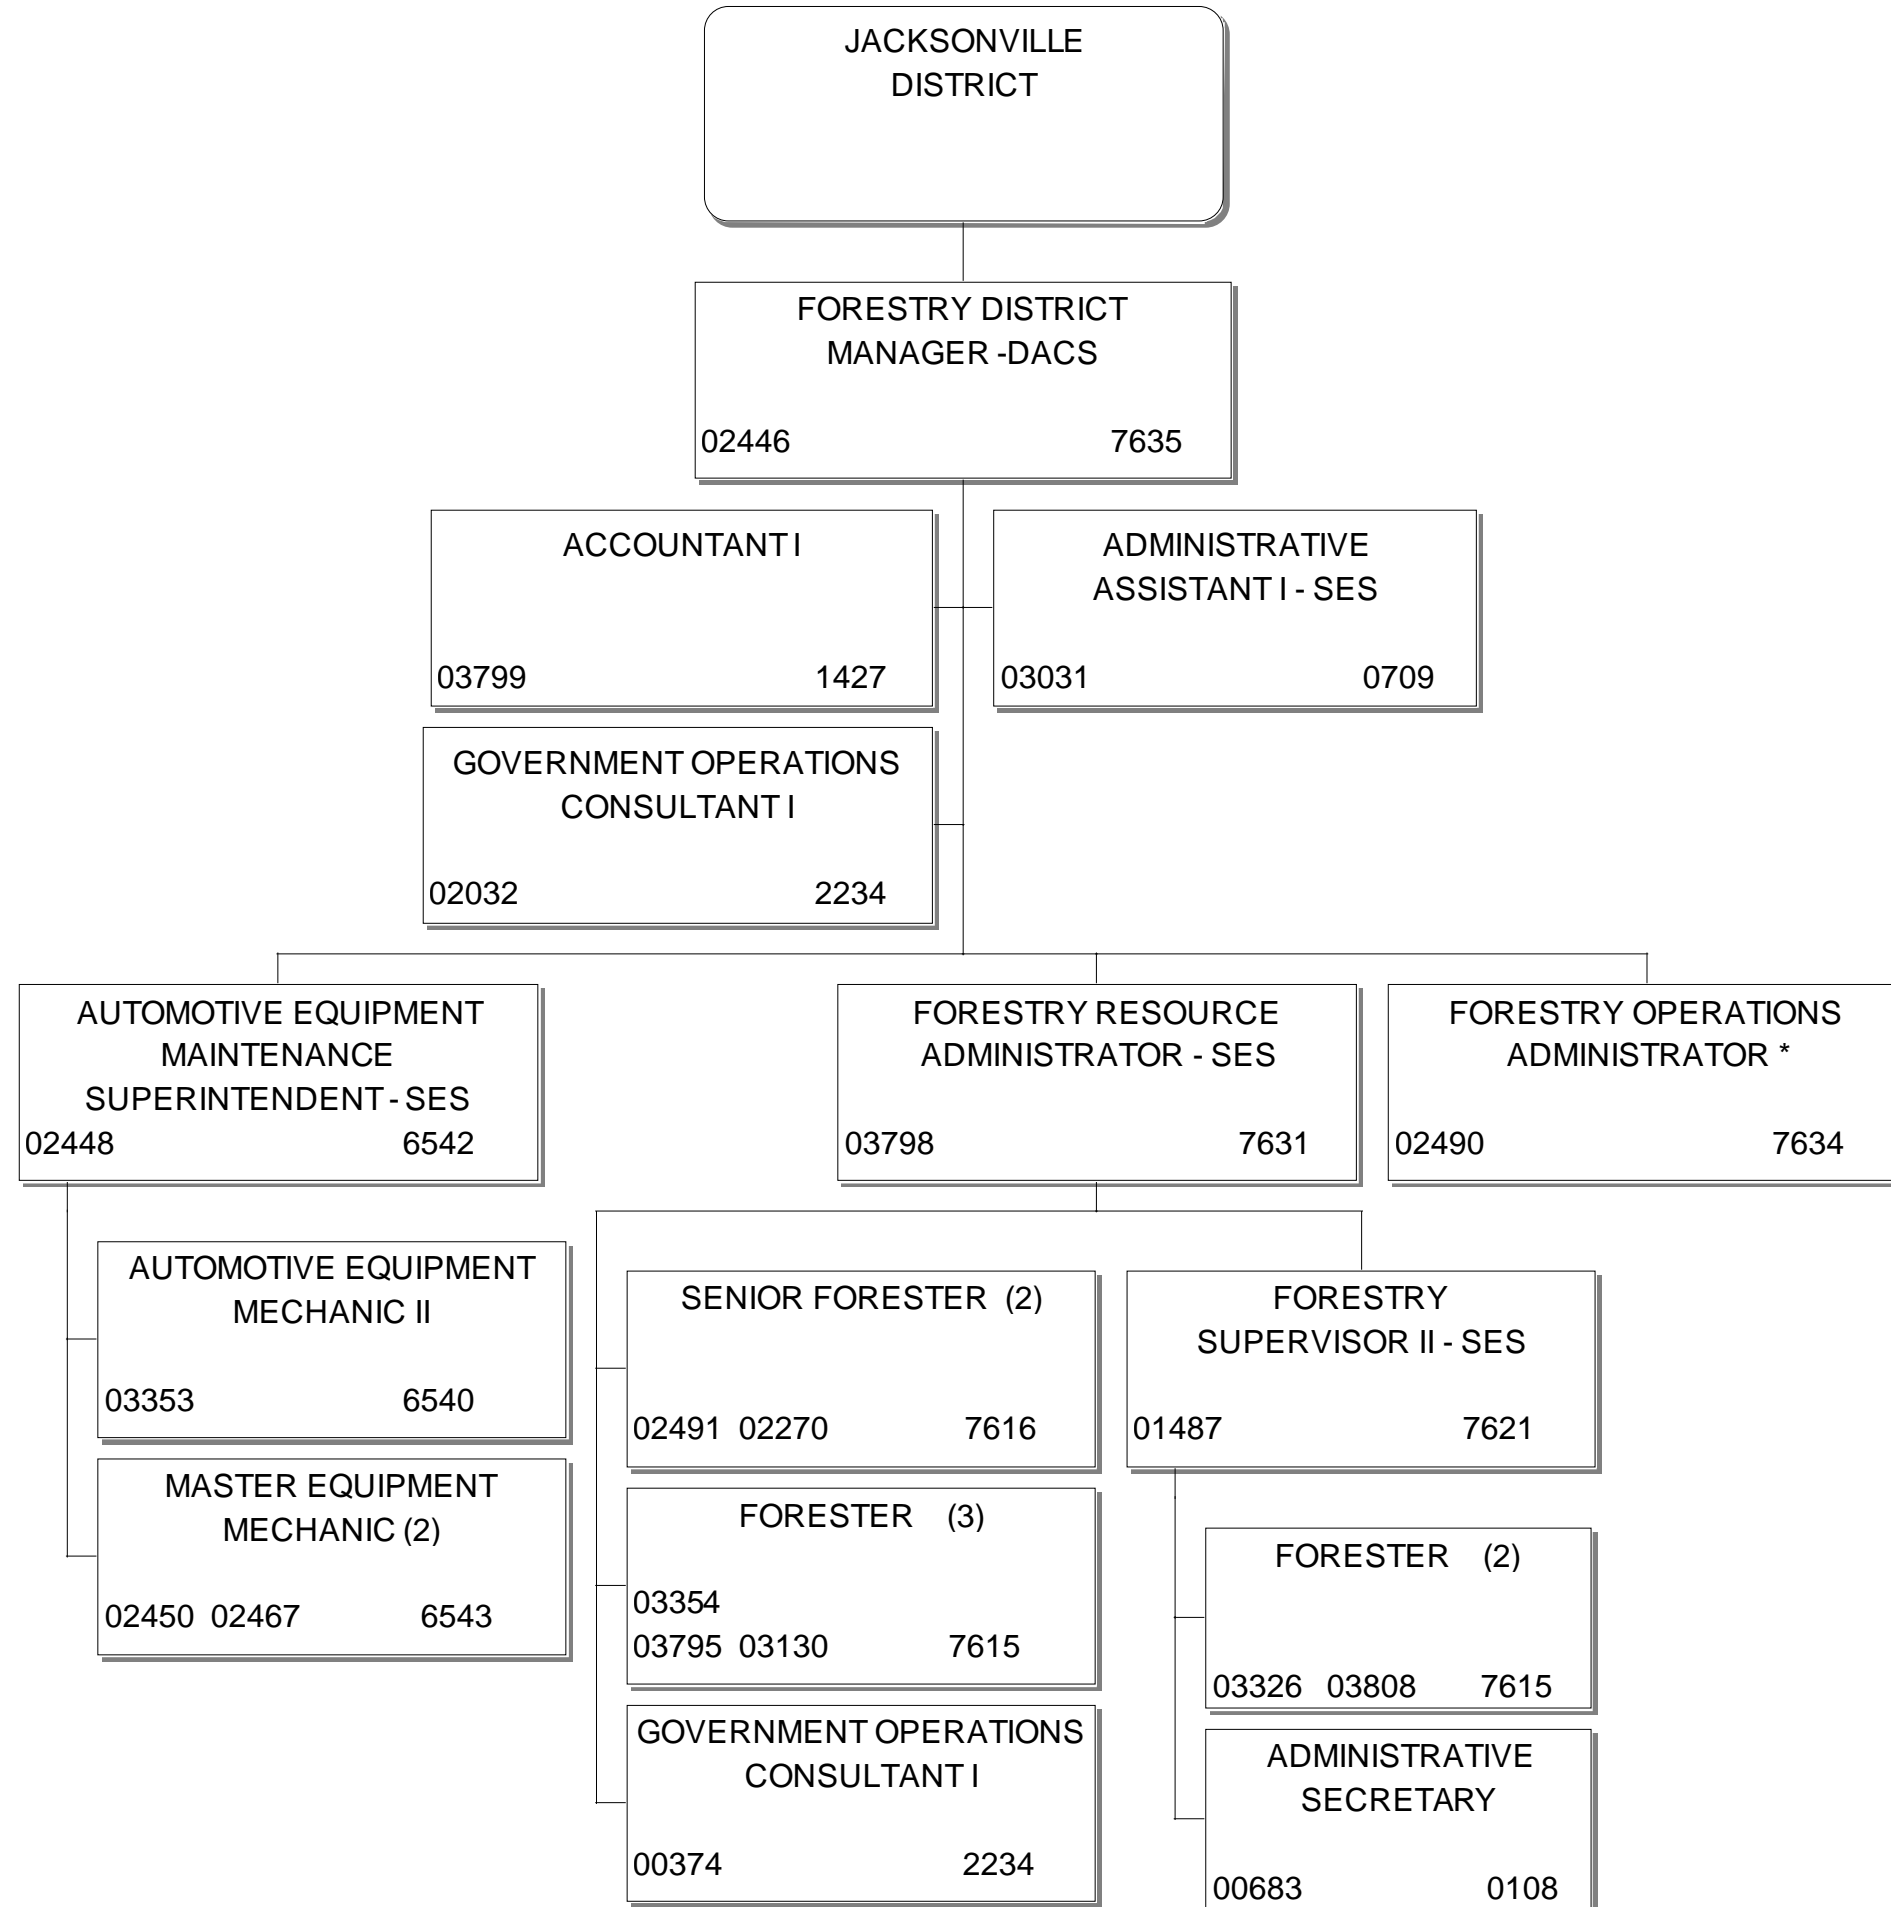 JACKSONVILLE
DISTRICT
FORESTRY DISTRICT
MANAGER -DACS
02446 7635
ACCOUNTANT I
03799 1427
ADMINISTRATIVE
ASSISTANT I - SES
03031 0709
GOVERNMENT OPERATIONS
CONSULTANT I
02032 2234
AUTOMOTIVE EQUIPMENT
MAINTENANCE
SUPERINTENDENT - SES
02448 6542
FORESTRY RESOURCE
ADMINISTRATOR - SES
03798 7631
FORESTRY OPERATIONS
ADMINISTRATOR *
02490 7634
AUTOMOTIVE EQUIPMENT
MECHANIC II
03353 6540
MASTER EQUIPMENT
MECHANIC (2)
02450 02467 6543
SENIOR FORESTER (2)
02491 02270 7616
FORESTER (3)
03354
03795 03130 7615
GOVERNMENT OPERATIONS
CONSULTANT I
00374 2234
FORESTRY
SUPERVISOR II - SES
01487 7621
FORESTER (2)
03326 03808 7615
ADMINISTRATIVE
SECRETARY
00683 0108